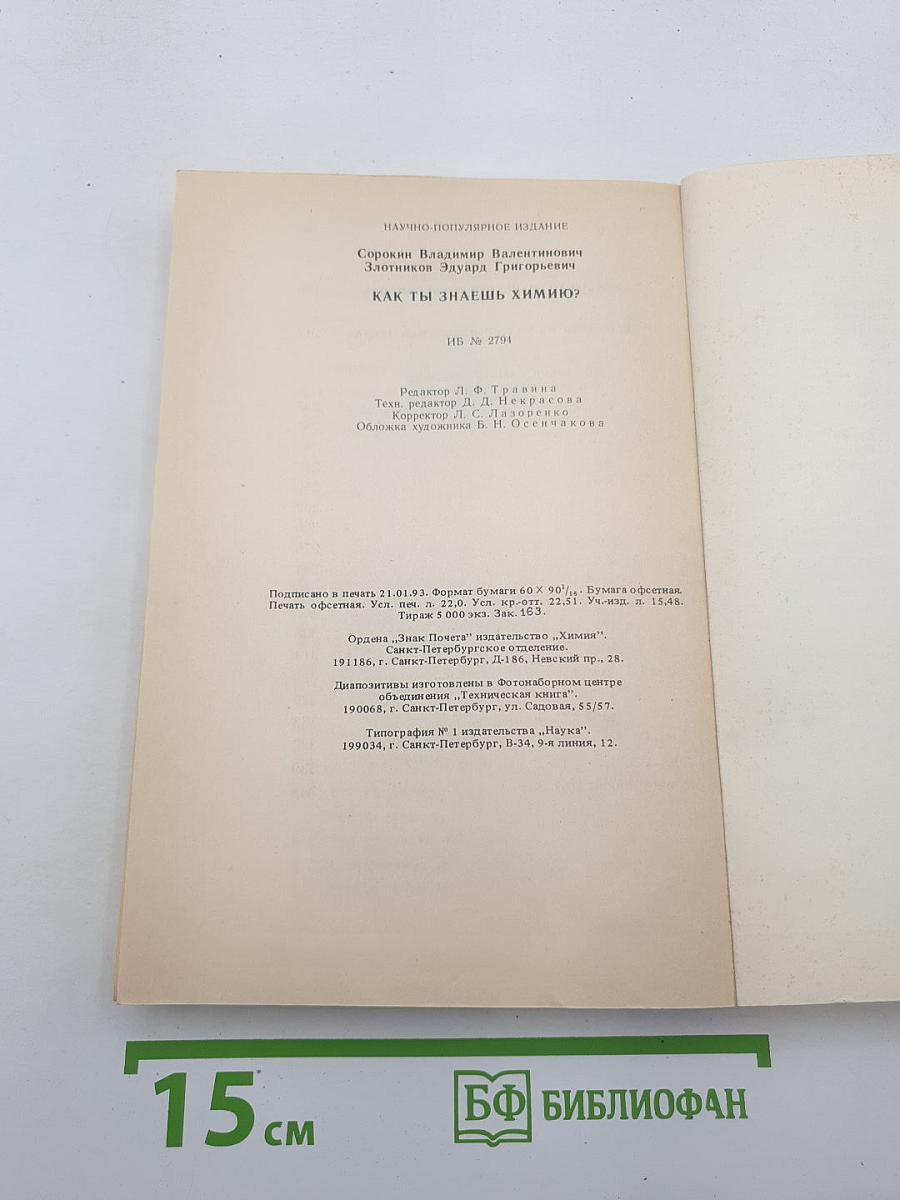 НАУЧНО-ПОПУЛЯРНОЕ ИЗДАНИЕ
Сорокин Владимир Валентинович
Злотников Эдуард Григорьевич
КАК ТЫ ЗНАЕШЬ ХИМИЮ?
ИБ № 2794
Редактор Л. Ф. Травина
Техн. редактор Д. Д. Некрасова
Корректор Л. С. Лазоренко
Обложка художника Б. Н. Осенчакова
Подписано в печать 21.01.93. Формат бумаги 60 × 90¹/₁₆. Бумага офсетная.
Печать офсетная. Усл. печ. л. 22,0. Усл. кр.-отт. 22,51. Уч.-изд. л. 15,48.
Тираж 5 000 экз. Зак. 163.
Ордена „Знак Почета" издательство „Химия".
Санкт-Петербургское отделение.
191186, г. Санкт-Петербург, Д-186, Невский пр., 28.
Диапозитивы изготовлены в Фотонаборном центре
объединения „Техническая книга".
190068, г. Санкт-Петербург, ул. Садовая, 55/57.
Типография № 1 издательства „Наука".
199034, г. Санкт-Петербург, В-34, 9-я линия, 12.
15 см
БФ БИБЛИОФАН